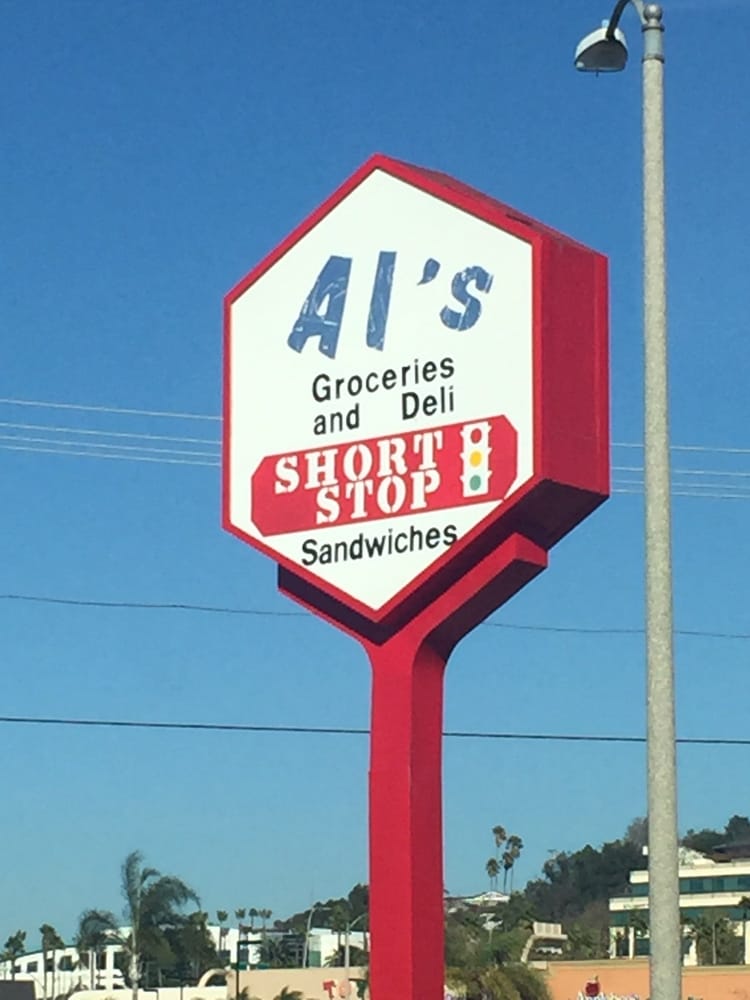 Al's
Groceries
and Deli
SHORT
STOP
Sandwiches